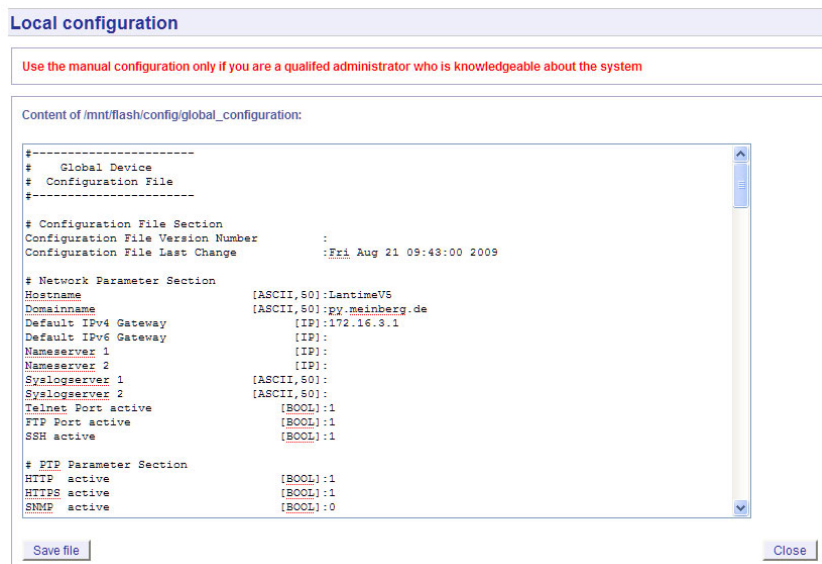 Local configuration
Use the manual configuration only if you are a qualifed administrator who is knowledgeable about the system
Content of /mnt/flash/config/global_configuration:
#-----------------------
#    Global Device
#  Configuration File
#-----------------------
# Configuration File Section
Configuration File Version Number         :
Configuration File Last Change            :Fri Aug 21 09:43:00 2009
# Network Parameter Section
Hostname                        [ASCII,50]:LantimeV5
Domainname                      [ASCII,50]:py.meinberg.de
Default IPv4 Gateway                  [IP]:172.16.3.1
Default IPv6 Gateway                  [IP]:
Nameserver 1                          [IP]:
Nameserver 2                          [IP]:
Syslogserver 1                  [ASCII,50]:
Syslogserver 2                  [ASCII,50]:
Telnet Port active                  [BOOL]:1
FTP Port active                     [BOOL]:1
SSH active                          [BOOL]:1
# PTP Parameter Section
HTTP  active                        [BOOL]:1
HTTPS active                        [BOOL]:1
SNMP  active                        [BOOL]:0
Save file
Close